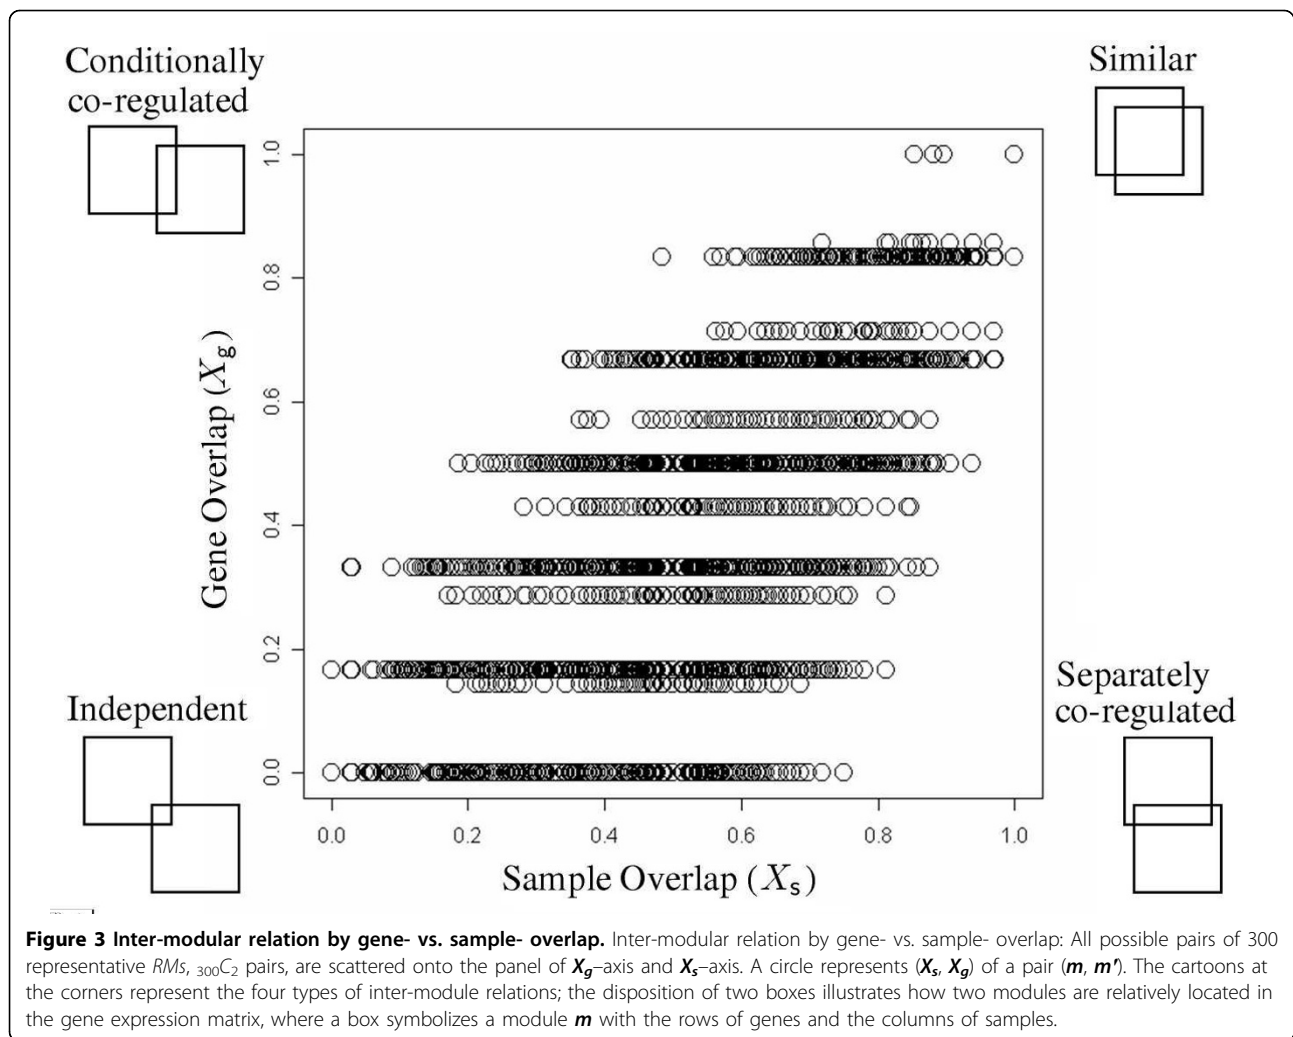 Conditionally
co-regulated
Similar
1.0
0.8
0.6
0.4
0.2
0.0
Gene Overlap (Xg)
Independent
Separately
co-regulated
0.0 0.2 0.4 0.6 0.8 1.0
Sample Overlap (Xs)
Figure 3 Inter-modular relation by gene- vs. sample- overlap. Inter-modular relation by gene- vs. sample- overlap: All possible pairs of 300
representative RMs, 300C2 pairs, are scattered onto the panel of Xg–axis and Xs–axis. A circle represents (Xs, Xg) of a pair (m, m'). The cartoons at
the corners represent the four types of inter-module relations; the disposition of two boxes illustrates how two modules are relatively located in
the gene expression matrix, where a box symbolizes a module m with the rows of genes and the columns of samples.